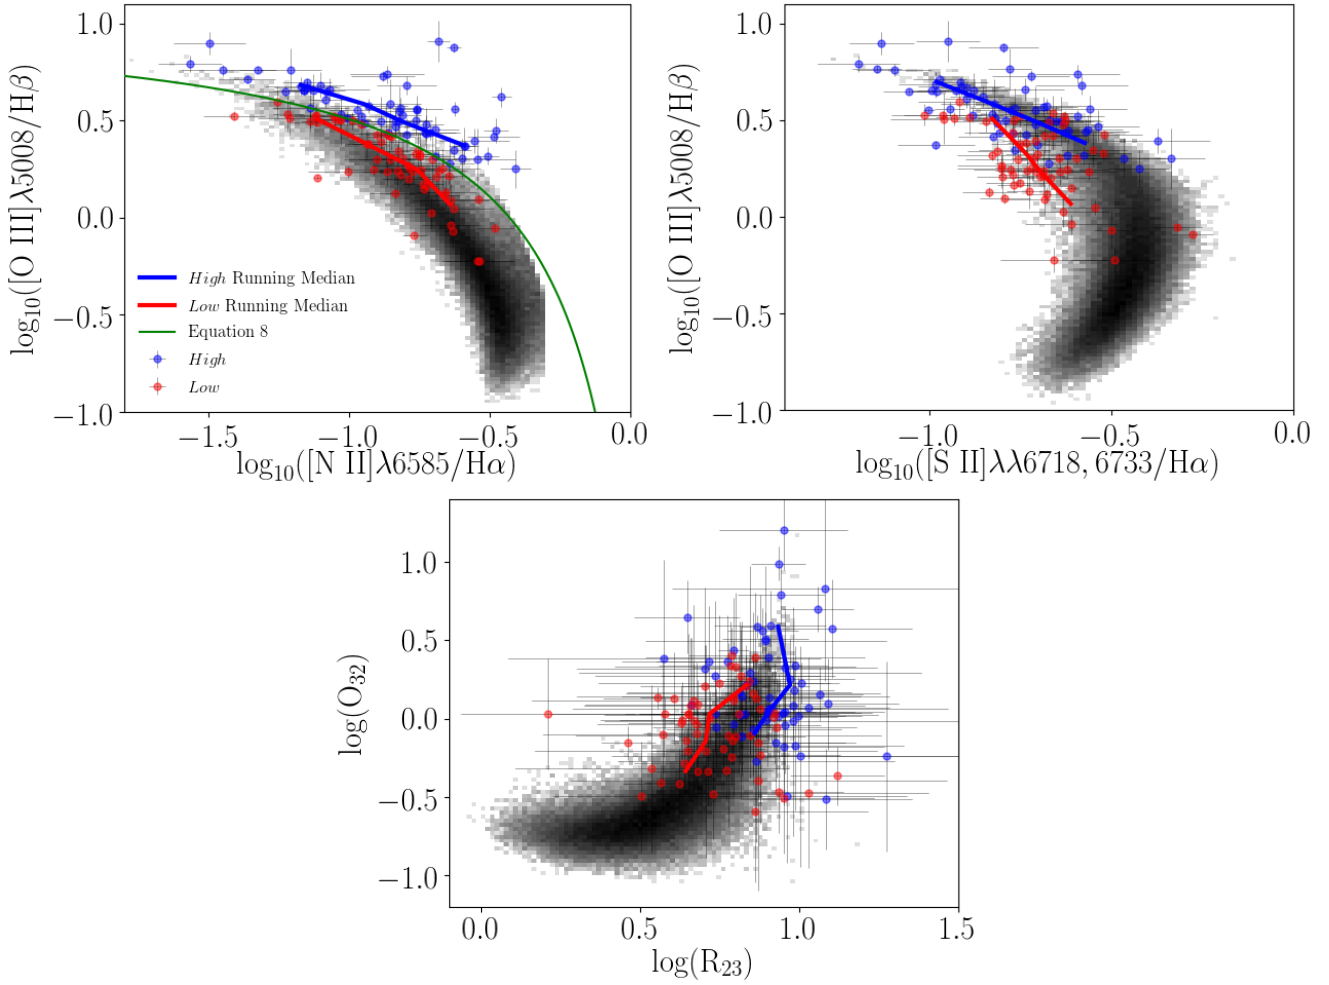 1.0
0.5
0.0
−0.5
−1.0
log₁₀([O III]λ5008/Hβ)
High Running Median
Low Running Median
Equation 8
High
Low
−1.5
−1.0
−0.5
0.0
log₁₀([N II]λ6585/Hα)
1.0
0.5
0.0
−0.5
−1.0
log₁₀([O III]λ5008/Hβ)
−1.0
−0.5
0.0
log₁₀([S II]λλ6718, 6733/Hα)
1.0
0.5
0.0
−0.5
−1.0
log(O₃₂)
0.0
0.5
1.0
1.5
log(R₂₃)